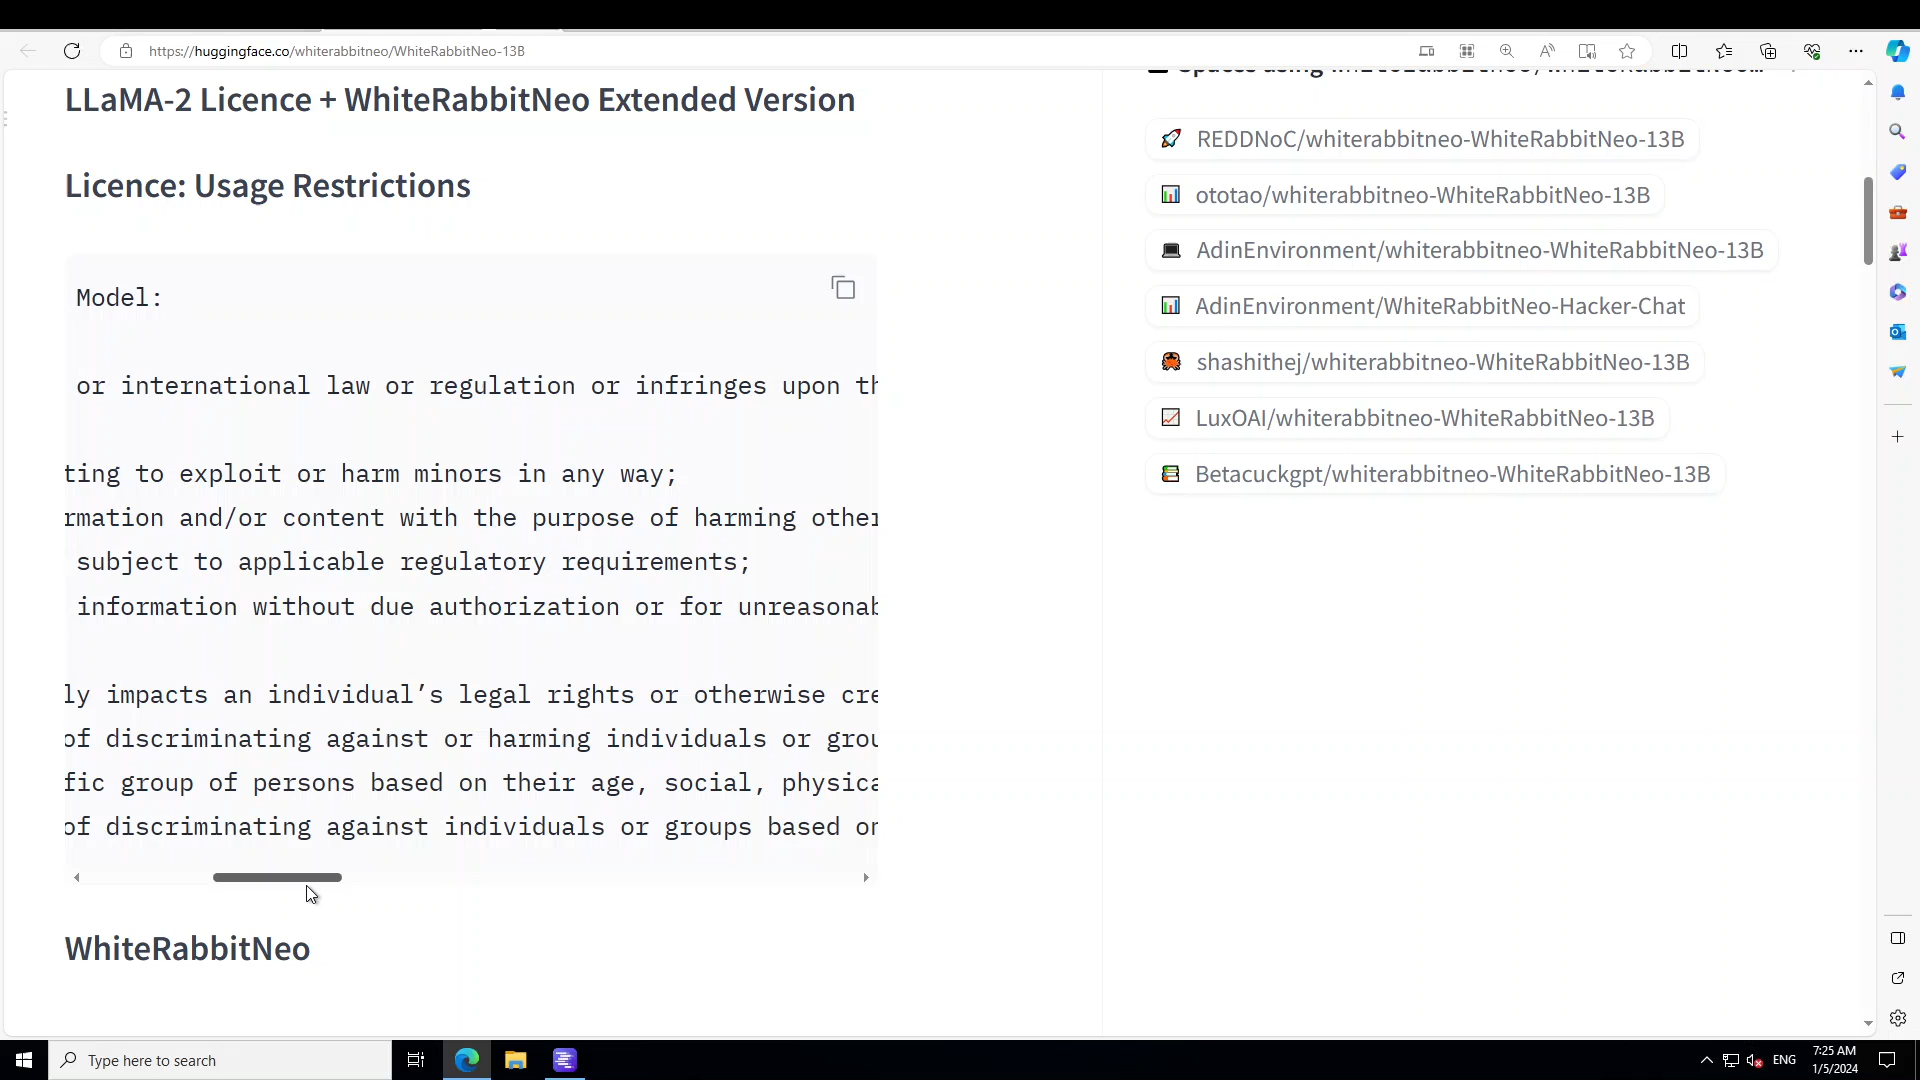 https://huggingface.co/whiterabbitneo/WhiteRabbitNeo-13B
LLaMA-2 Licence + WhiteRabbitNeo Extended Version
Licence: Usage Restrictions
Model:
or international law or regulation or infringes upon th
ting to exploit or harm minors in any way;
rmation and/or content with the purpose of harming other
subject to applicable regulatory requirements;
information without due authorization or for unreasonab
ly impacts an individual’s legal rights or otherwise cre
of discriminating against or harming individuals or grou
fic group of persons based on their age, social, physica
of discriminating against individuals or groups based on
WhiteRabbitNeo
Spaces using
REDDNoC/whiterabbitneo-WhiteRabbitNeo-13B
ototao/whiterabbitneo-WhiteRabbitNeo-13B
AdinEnvironment/whiterabbitneo-WhiteRabbitNeo-13B
AdinEnvironment/WhiteRabbitNeo-Hacker-Chat
shashithej/whiterabbitneo-WhiteRabbitNeo-13B
LuxOAI/whiterabbitneo-WhiteRabbitNeo-13B
Betacuckgpt/whiterabbitneo-WhiteRabbitNeo-13B
Type here to search
ENG
7:25 AM
1/5/2024